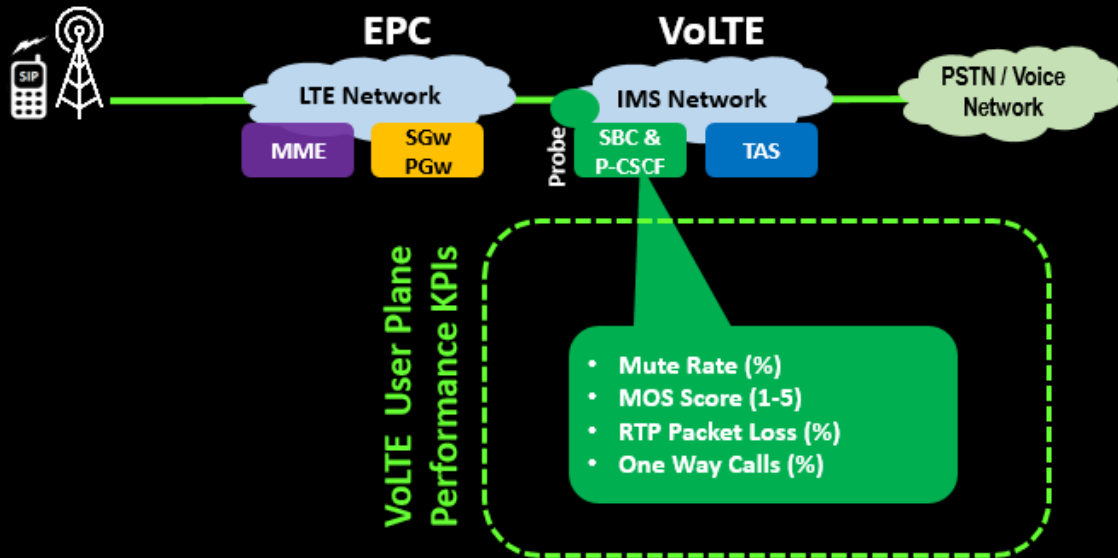 EPC
VoLTE
SIP
LTE Network
IMS Network
PSTN / Voice
Network
MME
SGw
PGw
Probe
SBC &
P-CSCF
TAS
VoLTE User Plane
Performance KPIs
• Mute Rate (%)
• MOS Score (1-5)
• RTP Packet Loss (%)
• One Way Calls (%)